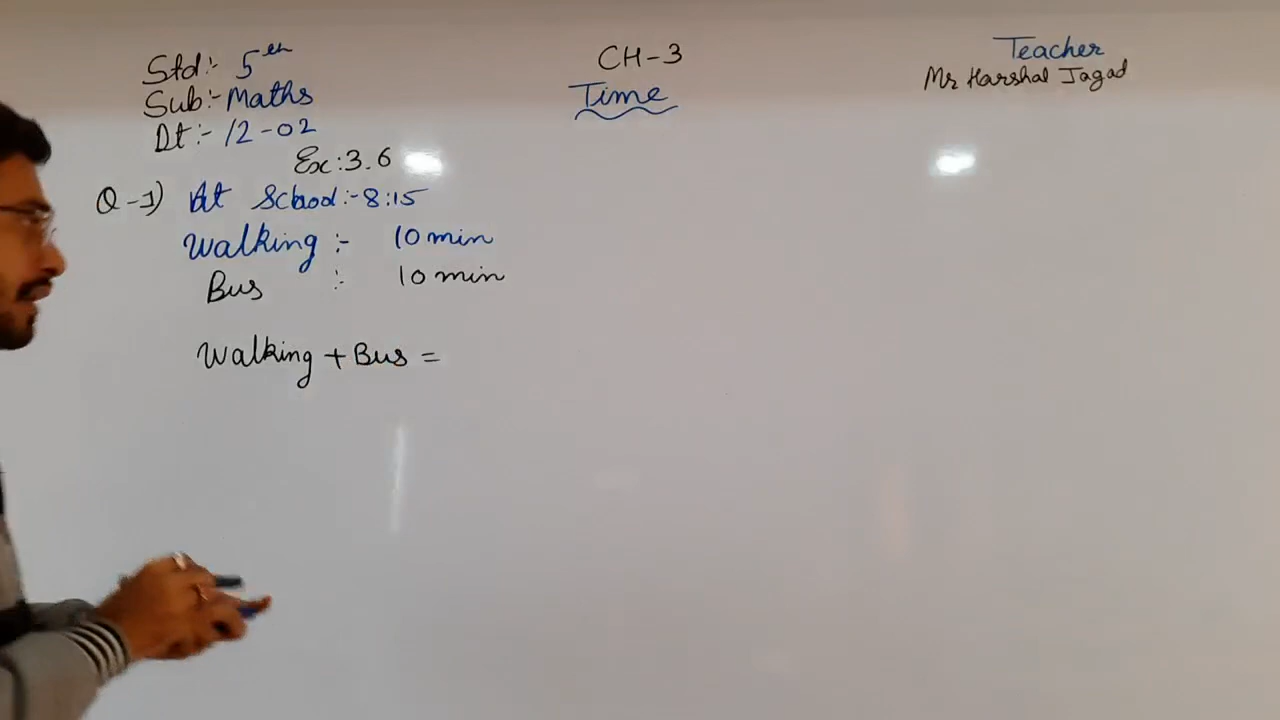 Std:- 5th
Sub:- Maths
Dt:- 12-02
CH-3
Time
Teacher
Mr Harshal Jagad
Ex:3.6
Q-1) At School:-8:15
Walking :- 10 min
Bus :- 10 min
Walking + Bus =